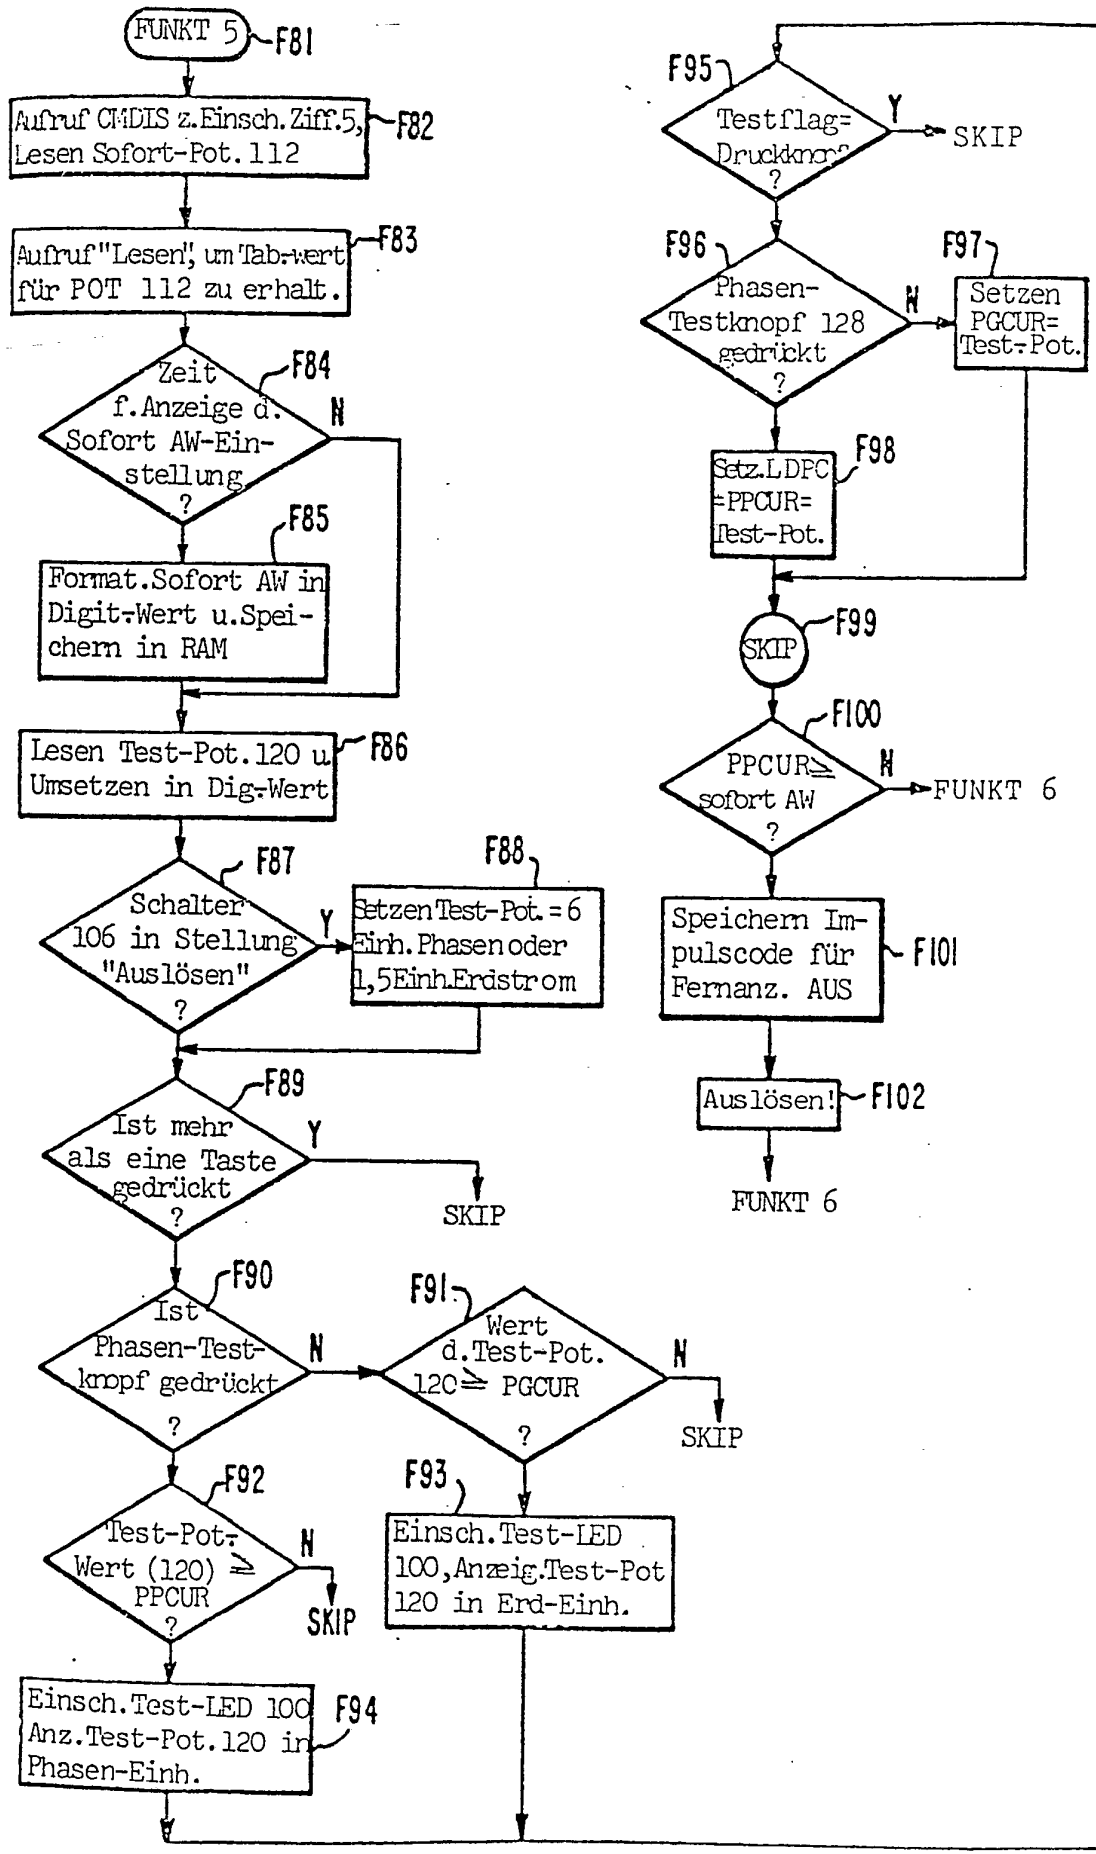 FUNKT 5
F81
Aufruf CMDIS z.Einsch.Ziff.5,
Lesen Sofort-Pot.112
F82
Aufruf "Lesen", um Tab-wert
für POT 112 zu erhalt.
F83
Zeit
f.Anzeige d.
Sofort AW-Ein-
stellung
?
F84
N
Format.Sofort AW in
Digit-Wert u.Spei-
chern in RAM
F85
Lesen Test-Pot.120 u
Umsetzen in Dig-Wert
F86
Schalter
106 in Stellung
"Auslösen"
?
F87
Y
Setzen Test-Pot.=6
Einh.Phasen oder
1,5Einh.Erdstrom
F88
Ist mehr
als eine Taste
gedrückt
?
F89
Y
SKIP
Ist
Phasen-Test-
knopf gedrückt
?
F90
N
Wert
d.Test-Pot.
120≧ PGCUR
?
F91
N
SKIP
Test-Pot-
Wert (120) ≧
PPCUR
?
F92
N
SKIP
Einsch.Test-LED
100,Anzeig.Test-Pot
120 in Erd-Einh.
F93
Einsch.Test-LED 100
Anz.Test-Pot.120 in
Phasen-Einh.
F94
Testflag=
Druckknopf
?
F95
Y
SKIP
Phasen-
Testknopf 128
gedrückt
?
F96
N
Setzen
PGCUR=
Test-Pot.
F97
Setz.LDPC
=PPCUR=
Test-Pot.
F98
SKIP
F99
PPCUR≧
sofort AW
?
F100
N
FUNKT 6
Speichern Im-
pulscode für
Fernanz. AUS
F101
Auslösen!
F102
FUNKT 6